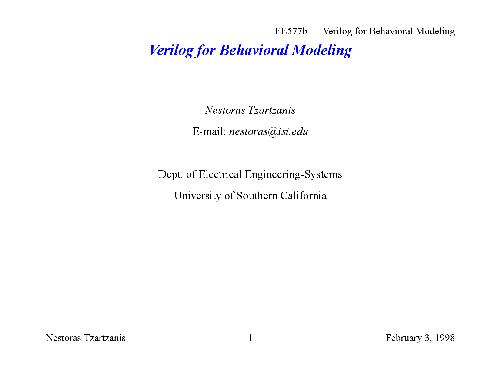 EE577b Verilog for Behavioral Modeling
Verilog for Behavioral Modeling
Nestoras Tzartzanis
E-mail: nestoras@isi.edu
Dept. of Electrical Engineering-Systems
University of Southern California
Nestoras Tzartzanis 1 February 3, 1998